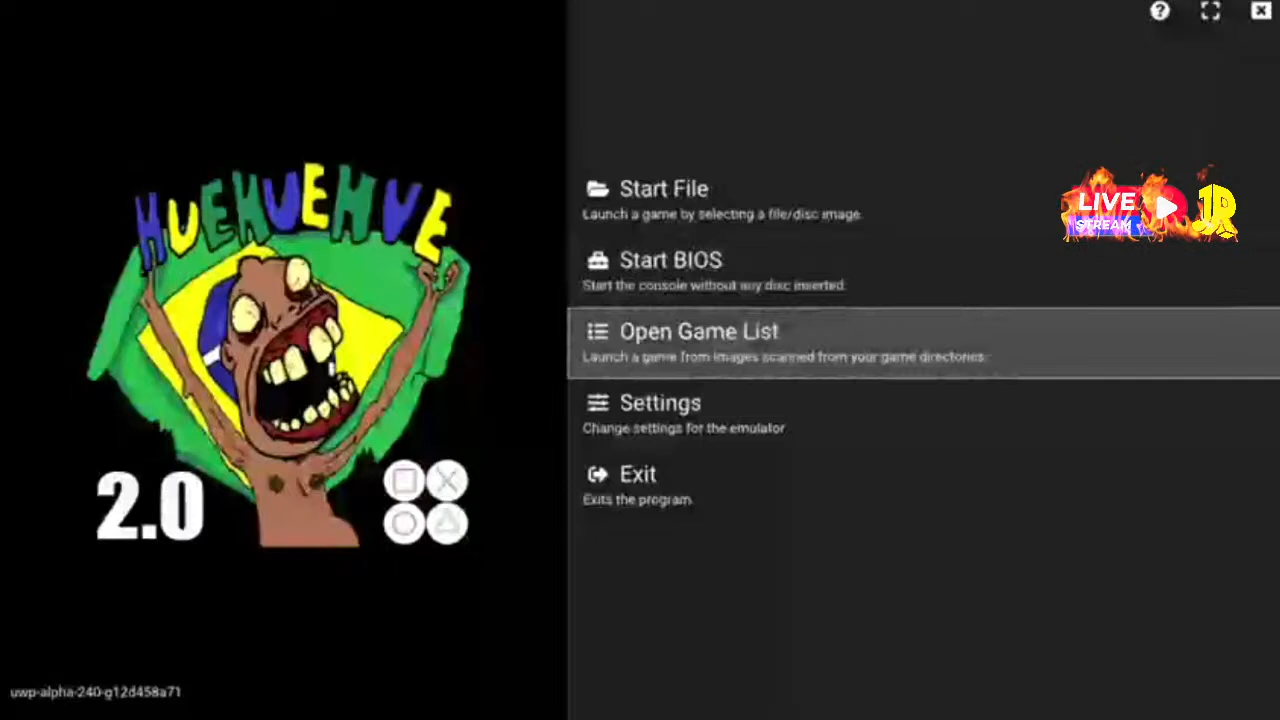 HUEHUEHUE
2.0
Start File
Launch a game by selecting a file/disc image.
Start BIOS
Start the console without any disc inserted.
Open Game List
Launch a game from images scanned from your game directories.
Settings
Change settings for the emulator
Exit
Exits the program.
LIVE
STREAM
JR
uwp-alpha-240-g12d458a71